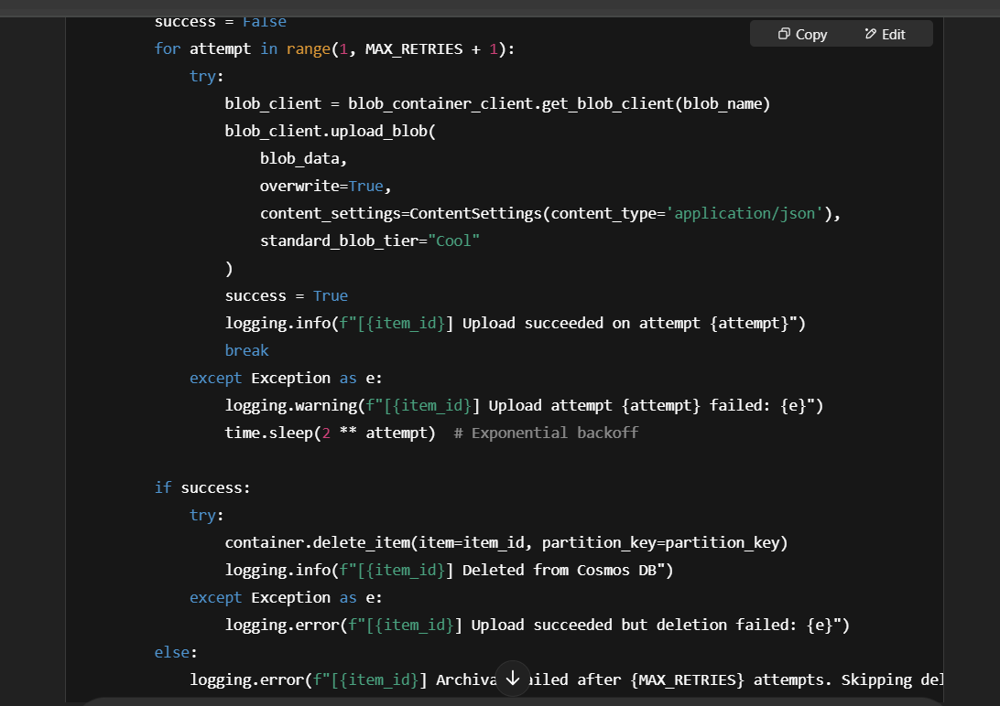 success = False
Copy Edit
for attempt in range(1, MAX_RETRIES + 1):
try:
blob_client = blob_container_client.get_blob_client(blob_name)
blob_client.upload_blob(
blob_data,
overwrite=True,
content_settings=ContentSettings(content_type='application/json'),
standard_blob_tier="Cool"
)
success = True
logging.info(f"[{item_id}] Upload succeeded on attempt {attempt}")
break
except Exception as e:
logging.warning(f"[{item_id}] Upload attempt {attempt} failed: {e}")
time.sleep(2 ** attempt)  # Exponential backoff
if success:
try:
container.delete_item(item=item_id, partition_key=partition_key)
logging.info(f"[{item_id}] Deleted from Cosmos DB")
except Exception as e:
logging.error(f"[{item_id}] Upload succeeded but deletion failed: {e}")
else:
logging.error(f"[{item_id}] after {MAX_RETRIES} attempts. Skipping